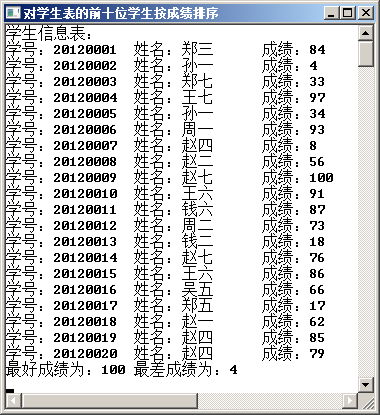 对学生表的前十位学生按成绩排序
学生信息表:
学号: 20120001 姓名: 郑三 成绩: 84
学号: 20120002 姓名: 孙一 成绩: 4
学号: 20120003 姓名: 郑七 成绩: 33
学号: 20120004 姓名: 王七 成绩: 97
学号: 20120005 姓名: 孙一 成绩: 34
学号: 20120006 姓名: 周一 成绩: 93
学号: 20120007 姓名: 赵四 成绩: 8
学号: 20120008 姓名: 赵二 成绩: 56
学号: 20120009 姓名: 赵七 成绩: 100
学号: 20120010 姓名: 王六 成绩: 91
学号: 20120011 姓名: 钱六 成绩: 87
学号: 20120012 姓名: 周二 成绩: 73
学号: 20120013 姓名: 钱二 成绩: 18
学号: 20120014 姓名: 赵七 成绩: 76
学号: 20120015 姓名: 王六 成绩: 86
学号: 20120016 姓名: 吴五 成绩: 66
学号: 20120017 姓名: 郑五 成绩: 17
学号: 20120018 姓名: 赵一 成绩: 62
学号: 20120019 姓名: 赵四 成绩: 85
学号: 20120020 姓名: 赵四 成绩: 79
最好成绩为: 100 最差成绩为: 4